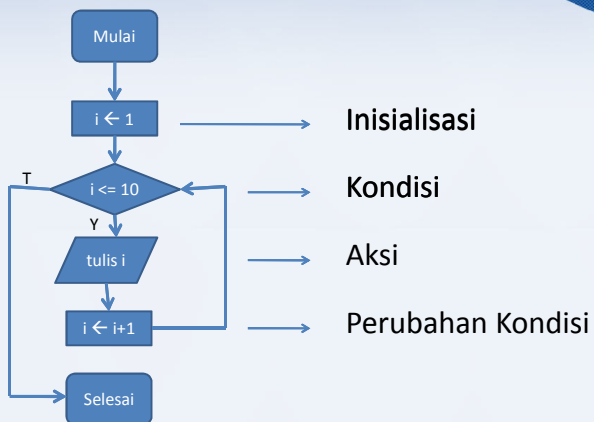 Mulai
i ← 1
Inisialisasi
T
i <= 10
Kondisi
Y
tulis i
Aksi
i ← i+1
Perubahan Kondisi
Selesai